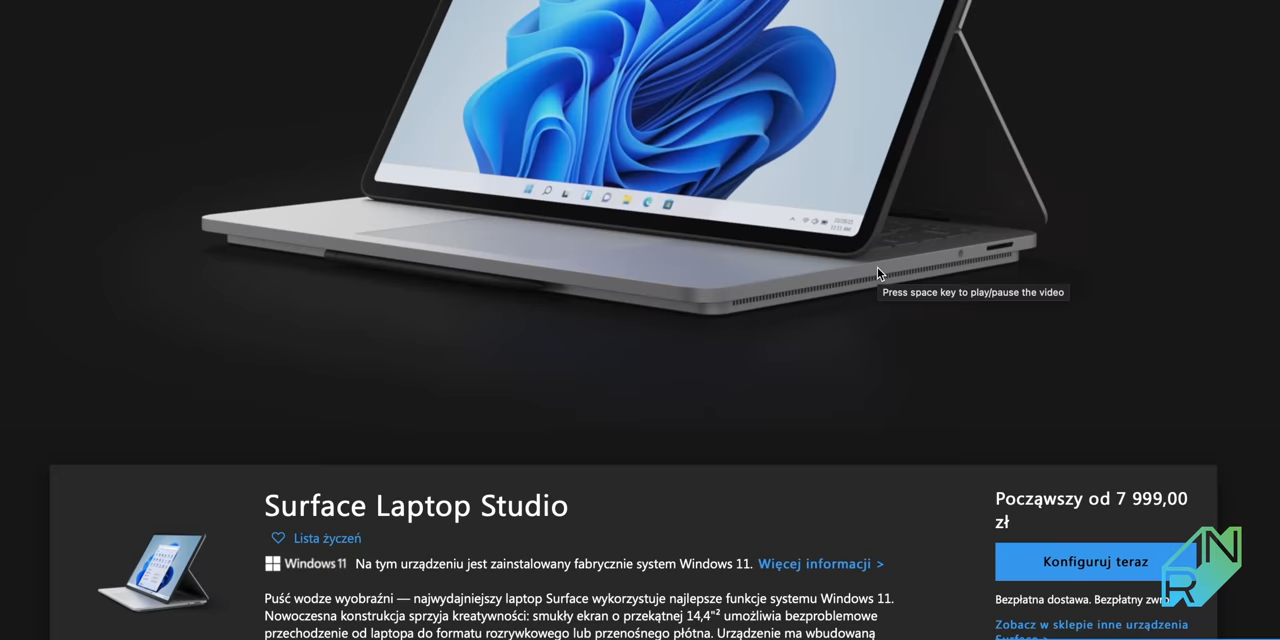 Press space key to play/pause the video
Surface Laptop Studio
Począwszy od 7 999,00
zł
Lista życzeń
Windows 11 Na tym urządzeniu jest zainstalowany fabrycznie system Windows 11. Więcej informacji >
Konfiguruj teraz
Puść wodze wyobraźni — najwydajniejszy laptop Surface wykorzystuje najlepsze funkcje systemu Windows 11.
Nowoczesna konstrukcja sprzyja kreatywności: smukły ekran o przekątnej 14,4"² umożliwia bezproblemowe
przechodzenie od laptopa do formatu rozrywkowego lub przenośnego płótna. Urządzenie ma wbudowaną
Bezpłatna dostawa. Bezpłatny
Zobacz w sklepie inne urządzenia
Surface >
RN